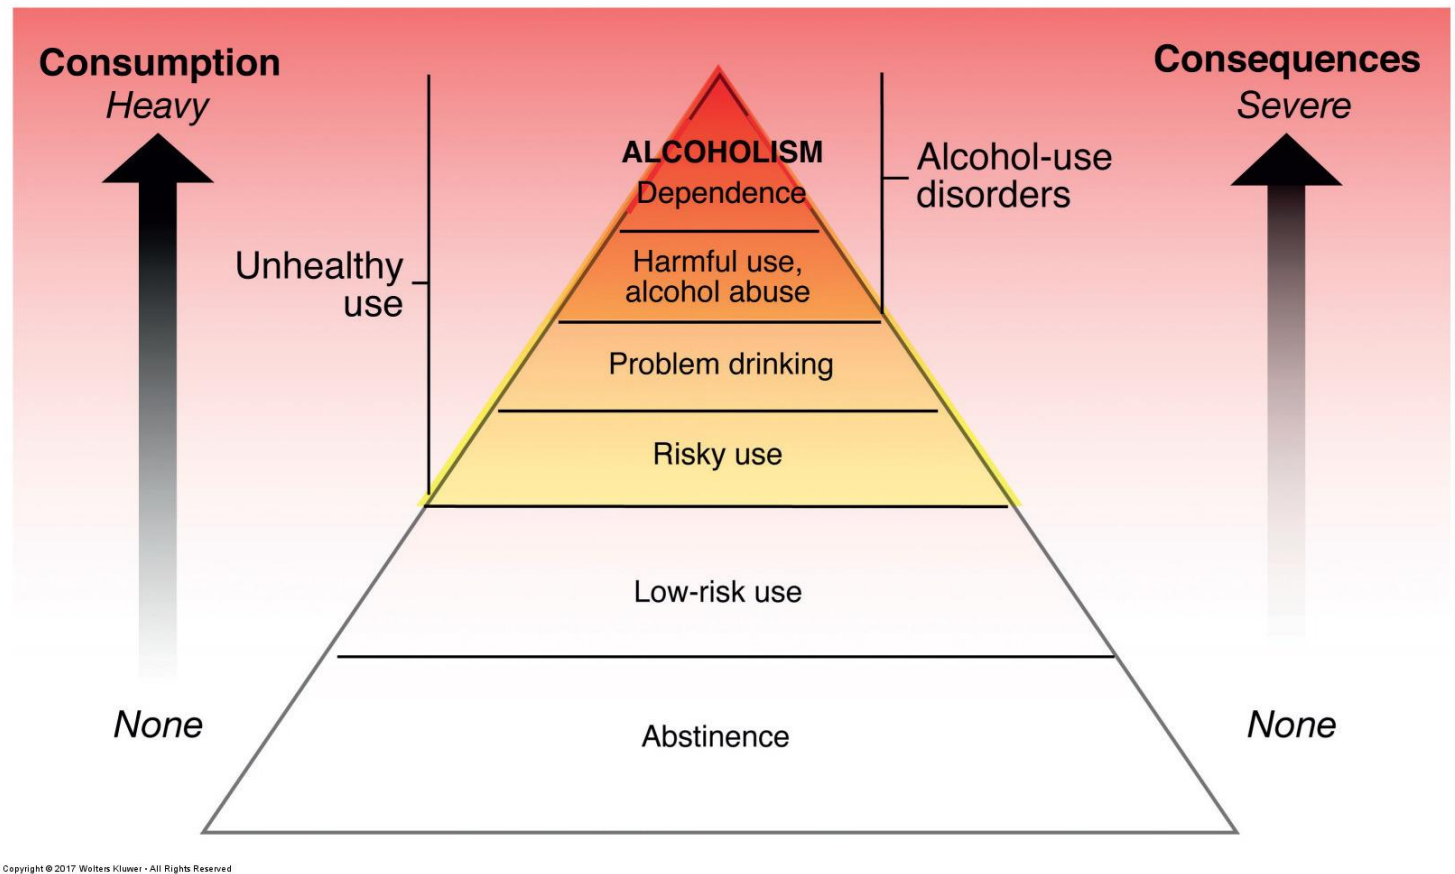 Consumption
Heavy
Consequences
Severe
ALCOHOLISM
Dependence
Alcohol-use
disorders
Unhealthy
use
Harmful use,
alcohol abuse
Problem drinking
Risky use
Low-risk use
None
Abstinence
None
Copyright © 2017 Wolters Kluwer • All Rights Reserved